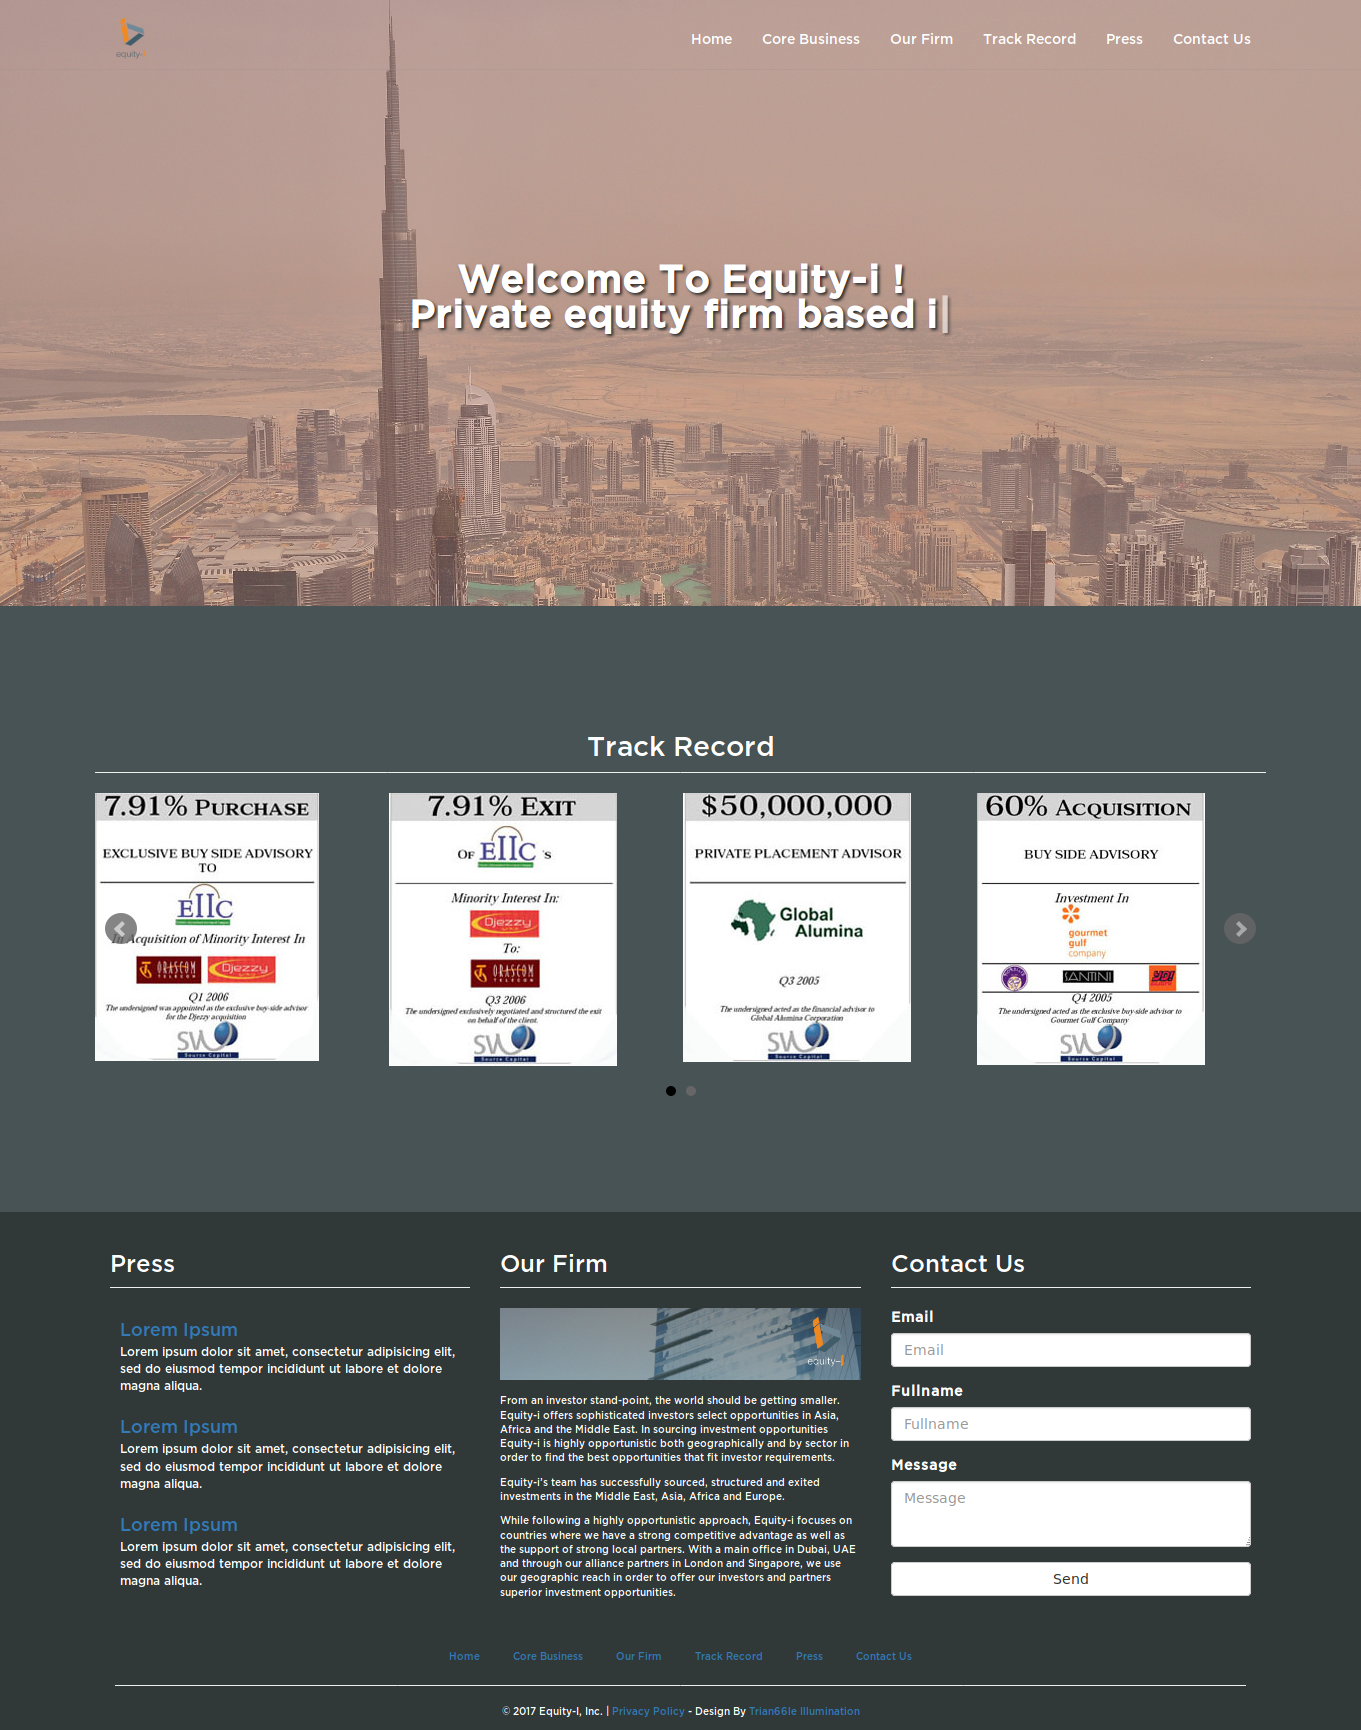 equity-i
Home Core Business Our Firm Track Record Press Contact Us
Welcome To Equity-i !
Private equity firm based i|
Track Record
7.91% PURCHASE
EXCLUSIVE BUY SIDE ADVISORY
TO
EIIC
In Acquisition of Minority Interest In
ORASCOM
TELECOM
Djezzy
Q1 2006
The undersigned was appointed as the exclusive buy-side advisor
for the Djezzy acquisition
SV
Source Capital
7.91% EXIT
OF EIIC 'S
Minority Interest In:
Djezzy
To:
ORASCOM
TELECOM
Q3 2006
The undersigned exclusively negotiated and structured the exit
on behalf of the client.
SV
Source Capital
$50,000,000
PRIVATE PLACEMENT ADVISOR
Global
Alumina
Q3 2005
The undersigned acted as the financial advisor to
Global Alumina Corporation
SV
Source Capital
60% ACQUISITION
BUY SIDE ADVISORY
Investment In
gourmet
gulf
company
SANTINI
YO!
Q4 2005
The undersigned acted as the exclusive buy-side advisor to
Gourmet Gulf Company
SV
Source Capital
Press
Lorem Ipsum
Lorem ipsum dolor sit amet, consectetur adipisicing elit,
sed do eiusmod tempor incididunt ut labore et dolore
magna aliqua.
Lorem Ipsum
Lorem ipsum dolor sit amet, consectetur adipisicing elit,
sed do eiusmod tempor incididunt ut labore et dolore
magna aliqua.
Lorem Ipsum
Lorem ipsum dolor sit amet, consectetur adipisicing elit,
sed do eiusmod tempor incididunt ut labore et dolore
magna aliqua.
Our Firm
equity-i
From an investor stand-point, the world should be getting smaller.
Equity-i offers sophisticated investors select opportunities in Asia,
Africa and the Middle East. In sourcing investment opportunities
Equity-i is highly opportunistic both geographically and by sector in
order to find the best opportunities that fit investor requirements.
Equity-i's team has successfully sourced, structured and exited
investments in the Middle East, Asia, Africa and Europe.
While following a highly opportunistic approach, Equity-i focuses on
countries where we have a strong competitive advantage as well as
the support of strong local partners. With a main office in Dubai, UAE
and through our alliance partners in London and Singapore, we use
our geographic reach in order to offer our investors and partners
superior investment opportunities.
Contact Us
Email
Email
Fullname
Fullname
Message
Message
Send
Home Core Business Our Firm Track Record Press Contact Us
© 2017 Equity-I, Inc. | Privacy Policy - Design By Trian66le Illumination